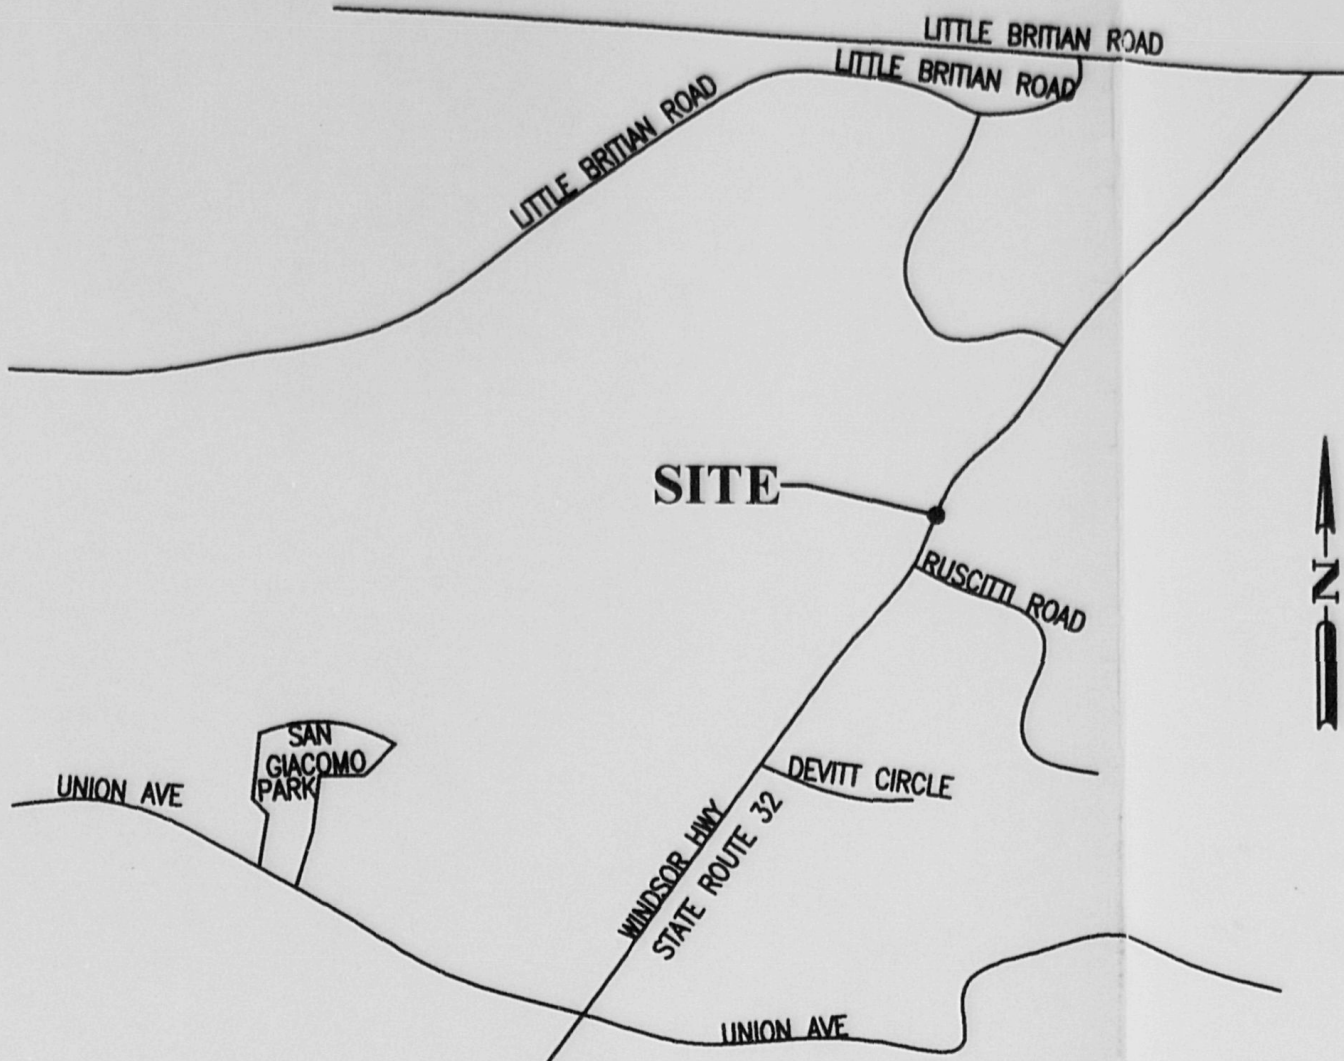 LITTLE BRITIAN ROAD
LITTLE BRITIAN ROAD
LITTLE BRITIAN ROAD
SITE
N
RUSCITTI ROAD
SAN
GIACOMO
PARK
UNION AVE
DEVITT CIRCLE
WINDSOR HWY
STATE ROUTE 32
UNION AVE